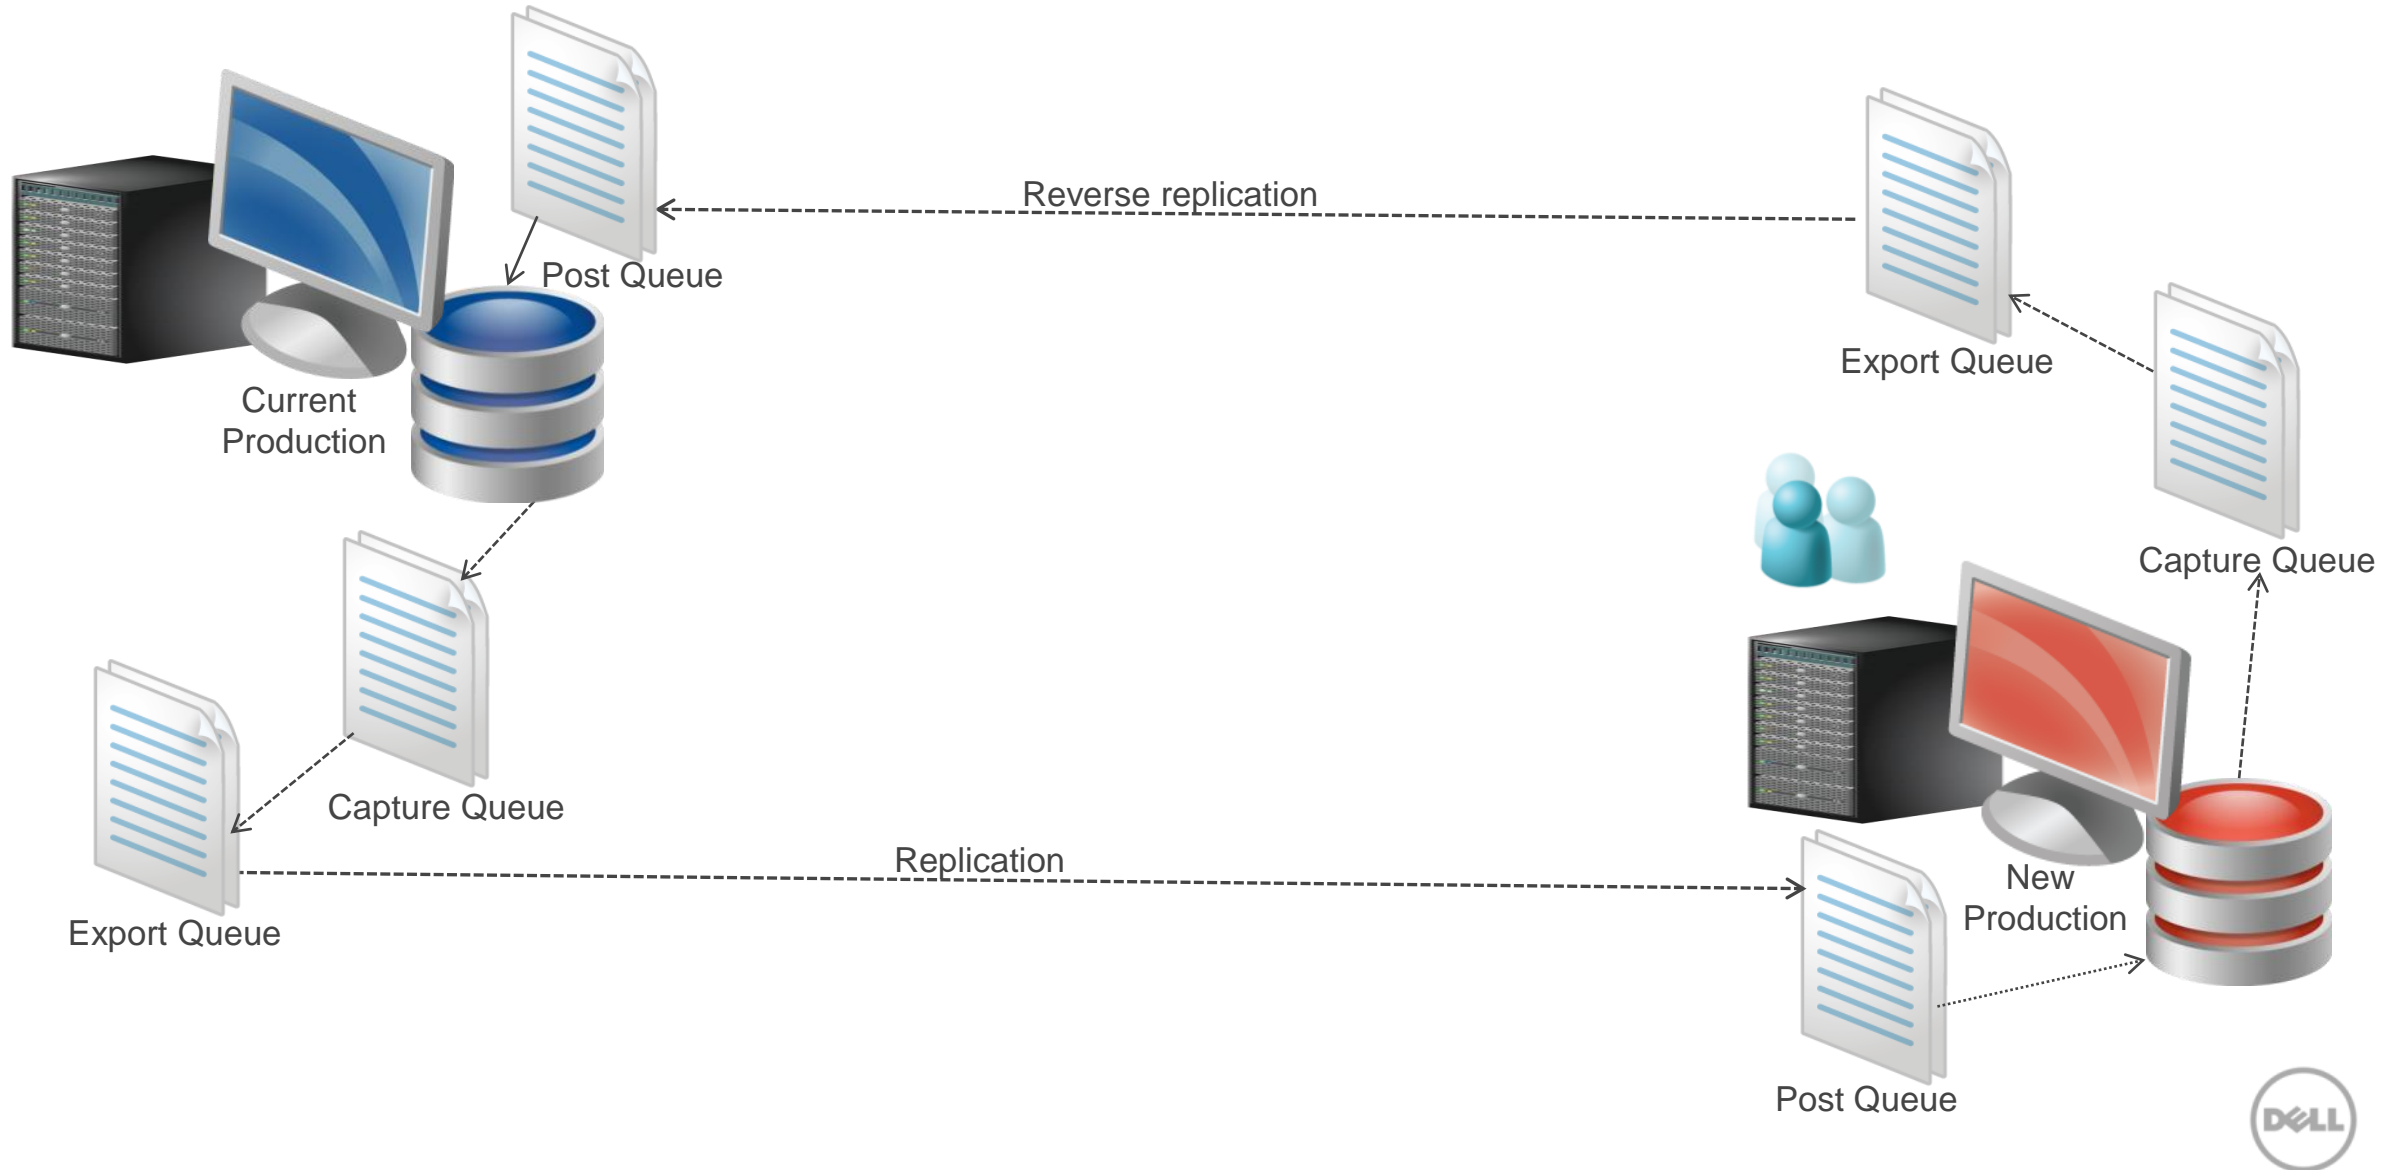 Reverse replication
Post Queue
Export Queue
Current
Production
Capture Queue
Capture Queue
Replication
New
Production
Export Queue
Post Queue
DELL